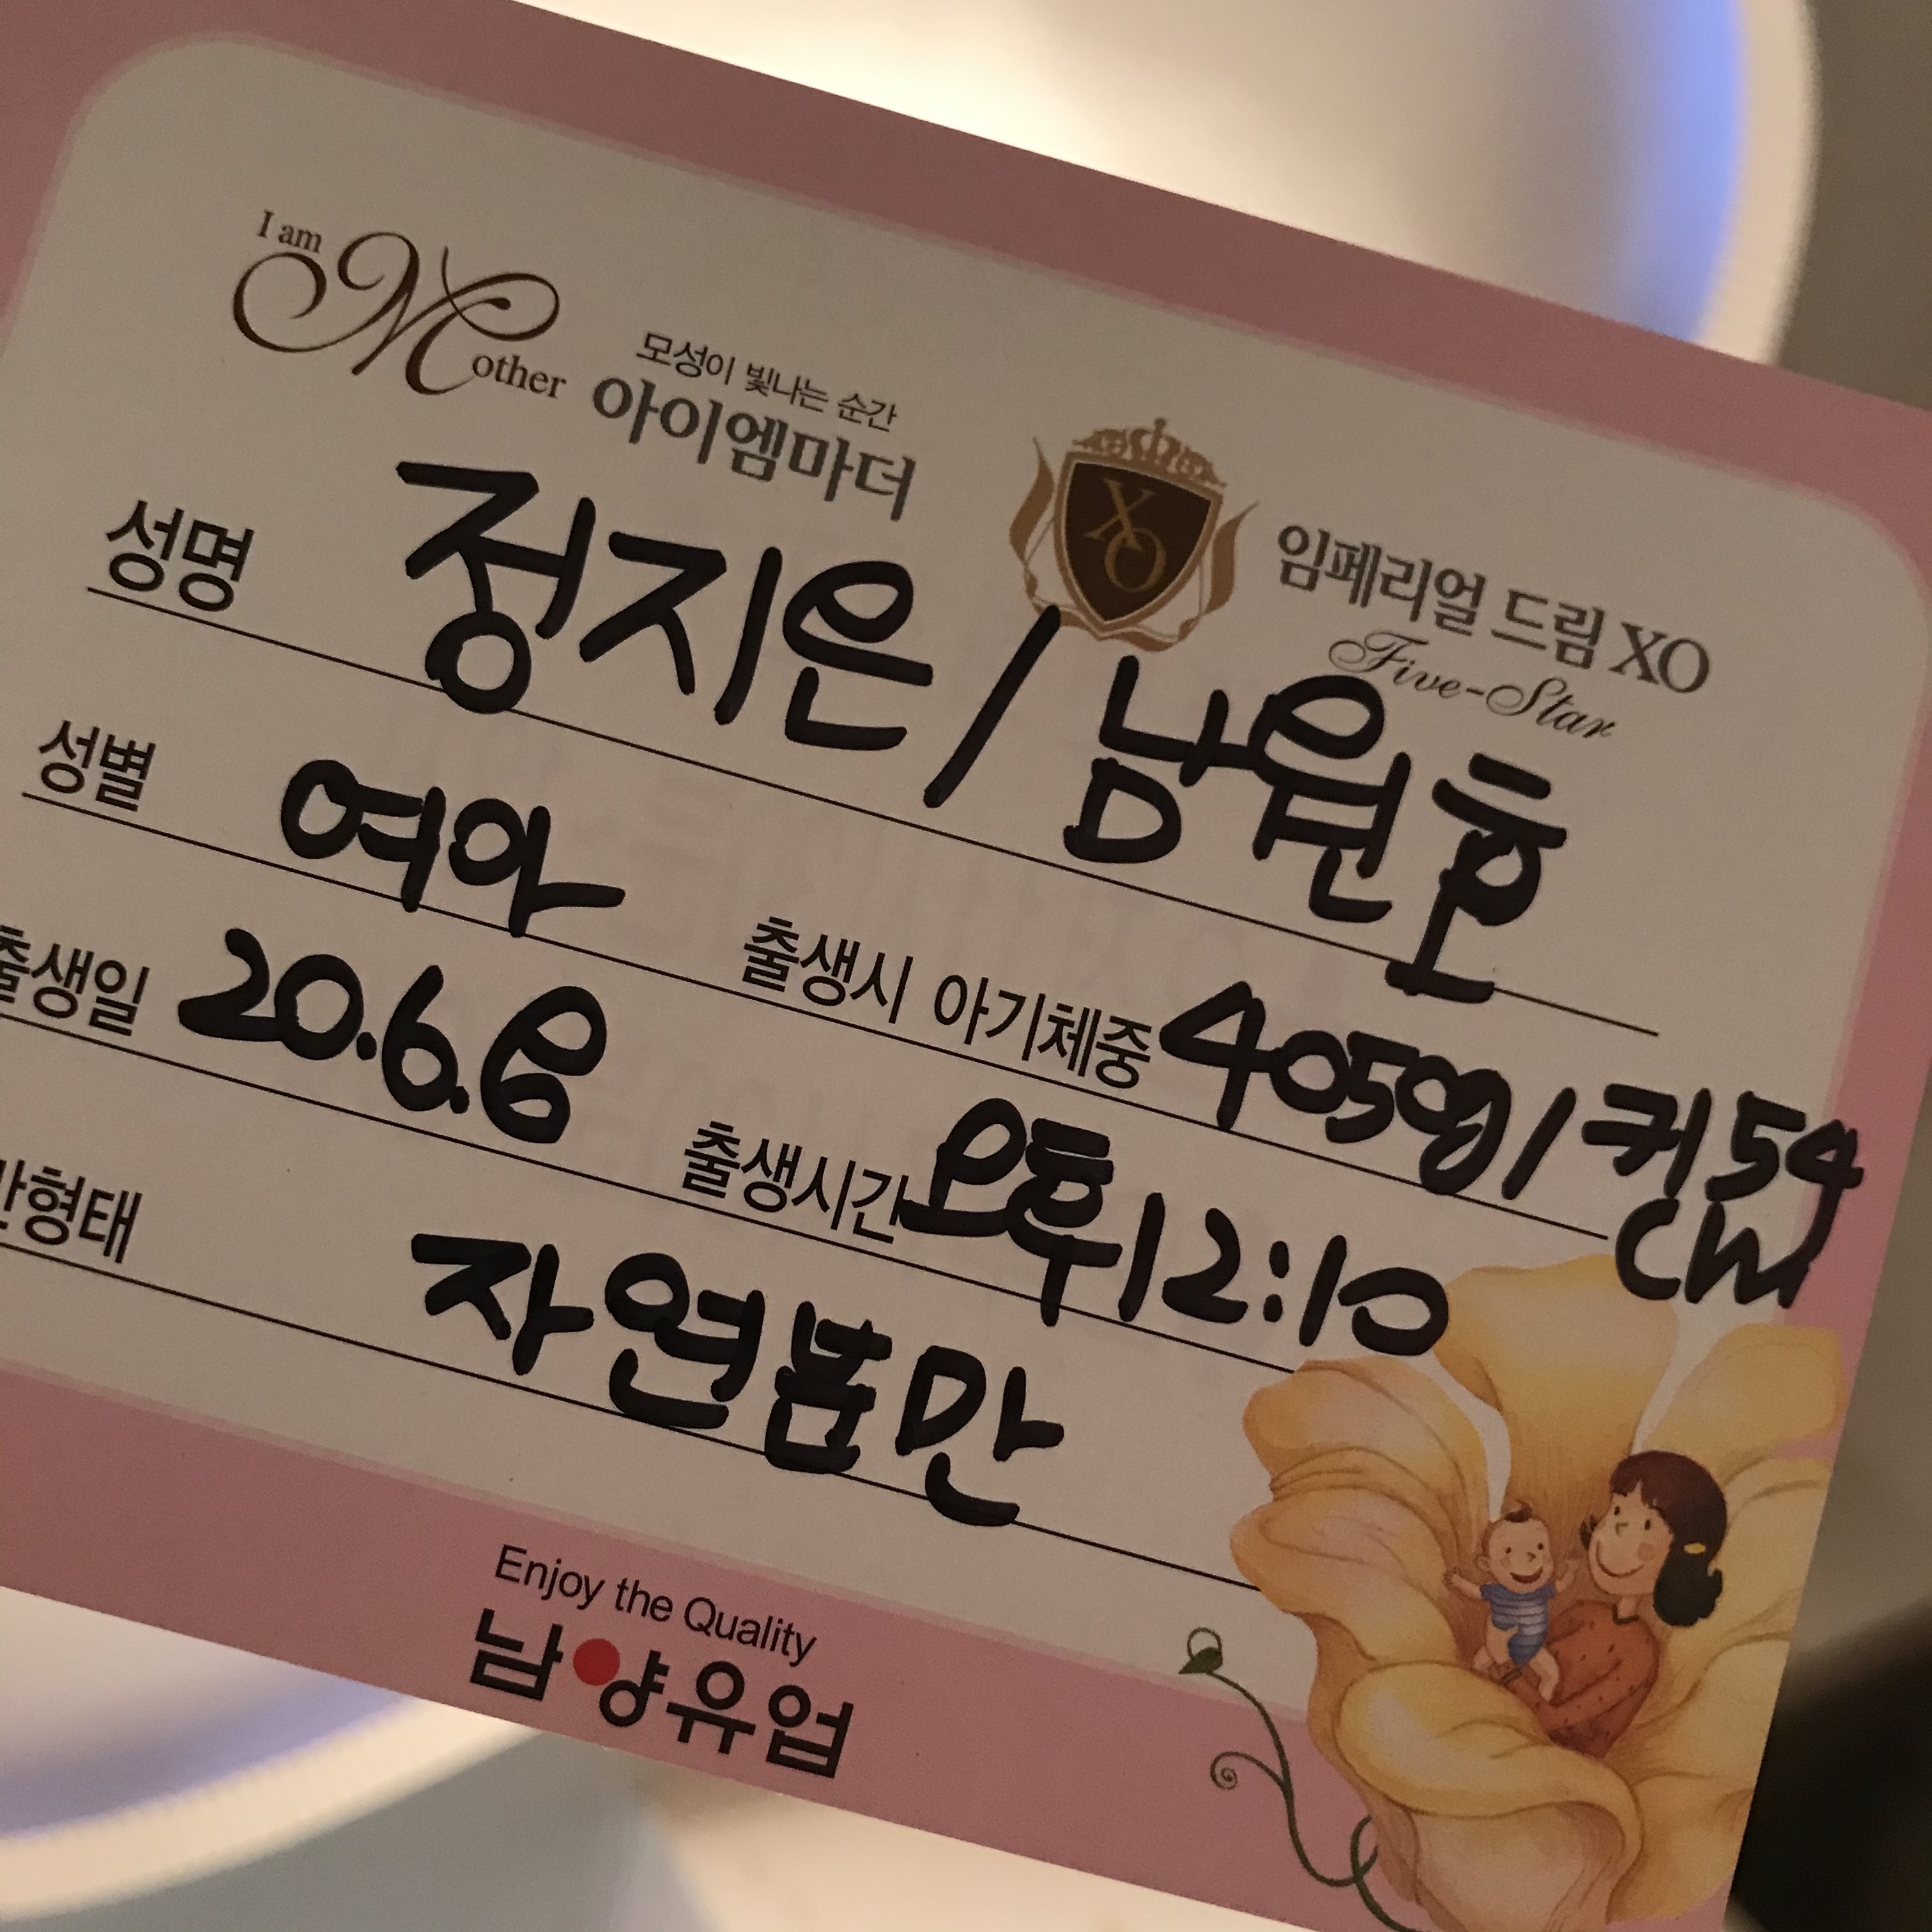 I am Mother
모성이 빛나는 순간
아이엠마더
XO
임페리얼 드림 XO
Five-Star
성명 정지은 / 남원호
성별 여아 출생시 아기체중 4050g / 키 54cm
출생일 20.6.8 출생시간 오후 12:10
만형태 자연분만
Enjoy the Quality
남양유업